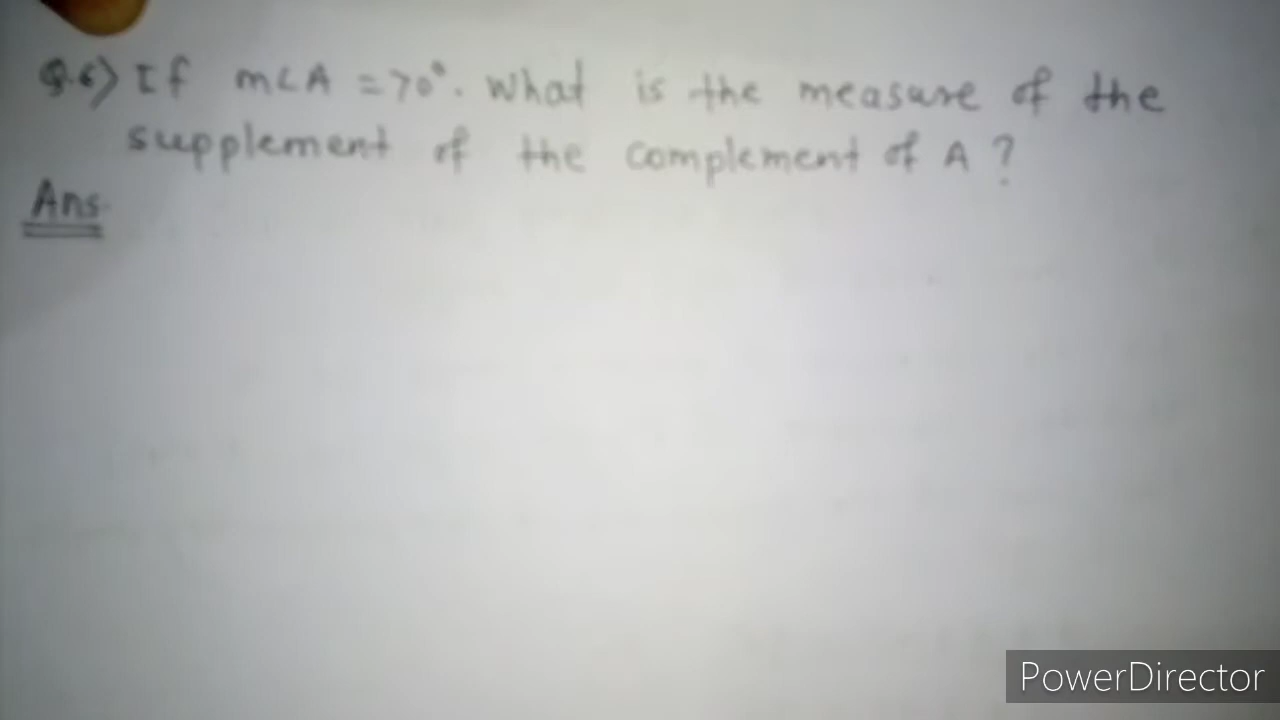 Q.6) If m∠A = 70°. What is the measure of the
supplement of the complement of A ?
Ans.
PowerDirector